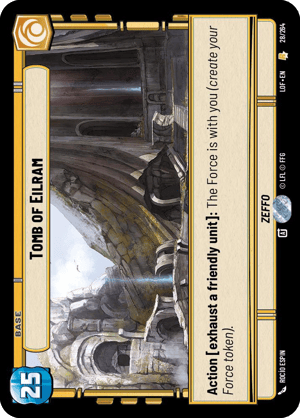 BASE
TOMB OF EILRAM
25
Action [exhaust a friendly unit]: The Force is with you (create your
Force token).
ZEFFO
ROCÍO ESPIN
© LFL © FFG
LOF • EN
28/264